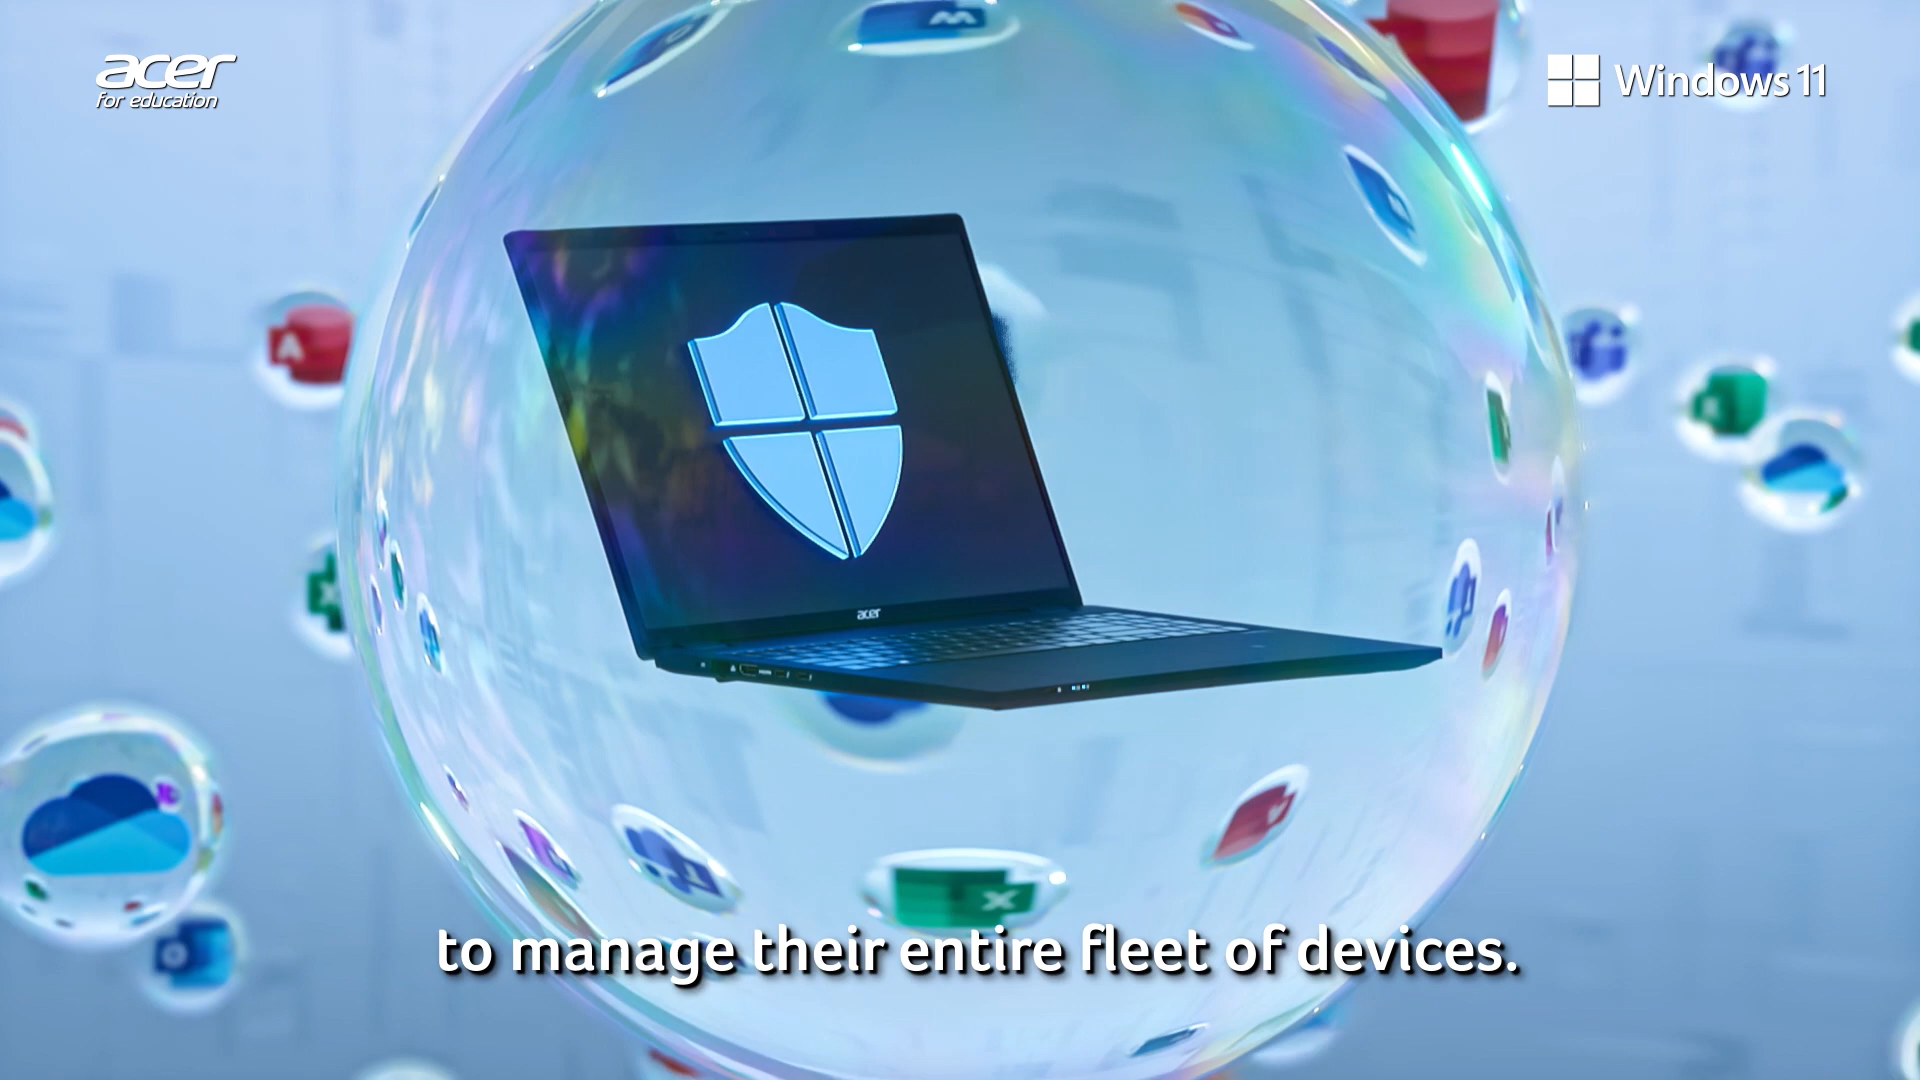 acer
for education
Windows 11
W
A
acer
X
X
to manage their entire fleet of devices.